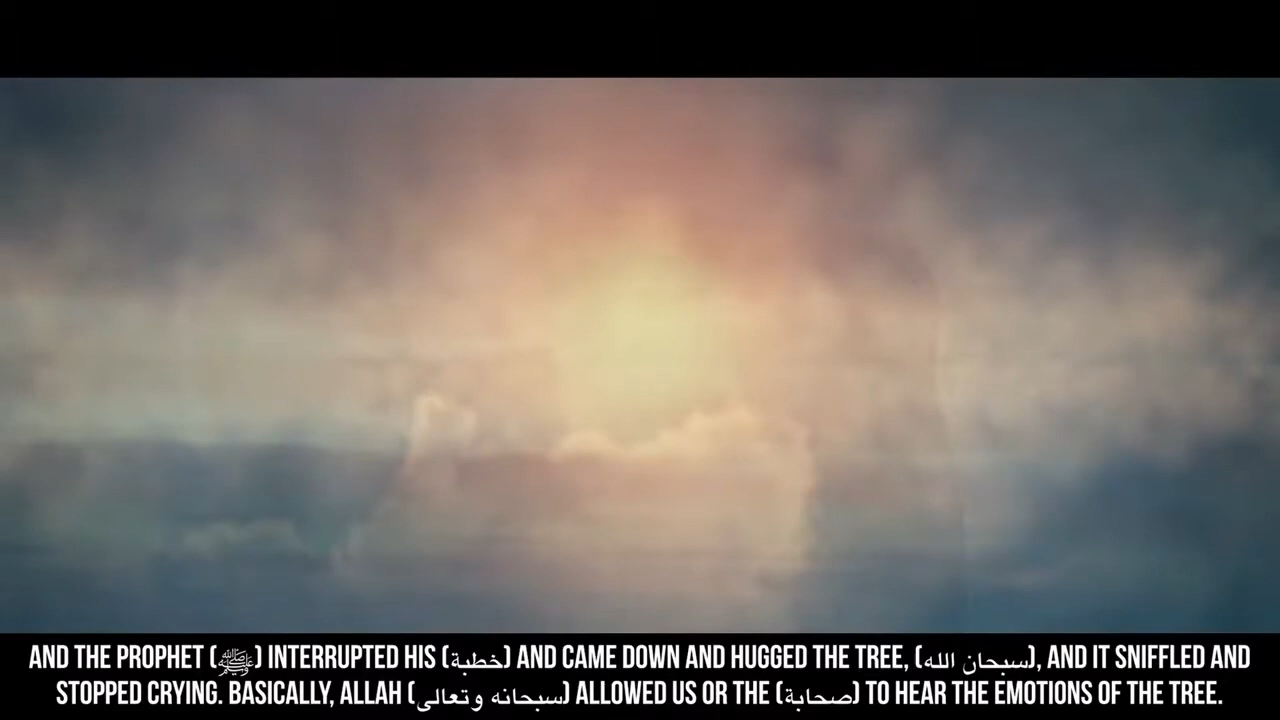 AND THE PROPHET (ﷺ) INTERRUPTED HIS (خطبة) AND CAME DOWN AND HUGGED THE TREE, (سبحان الله), AND IT SNIFFLED AND
STOPPED CRYING. BASICALLY, ALLAH (سبحانه وتعالى) ALLOWED US OR THE (صحابة) TO HEAR THE EMOTIONS OF THE TREE.